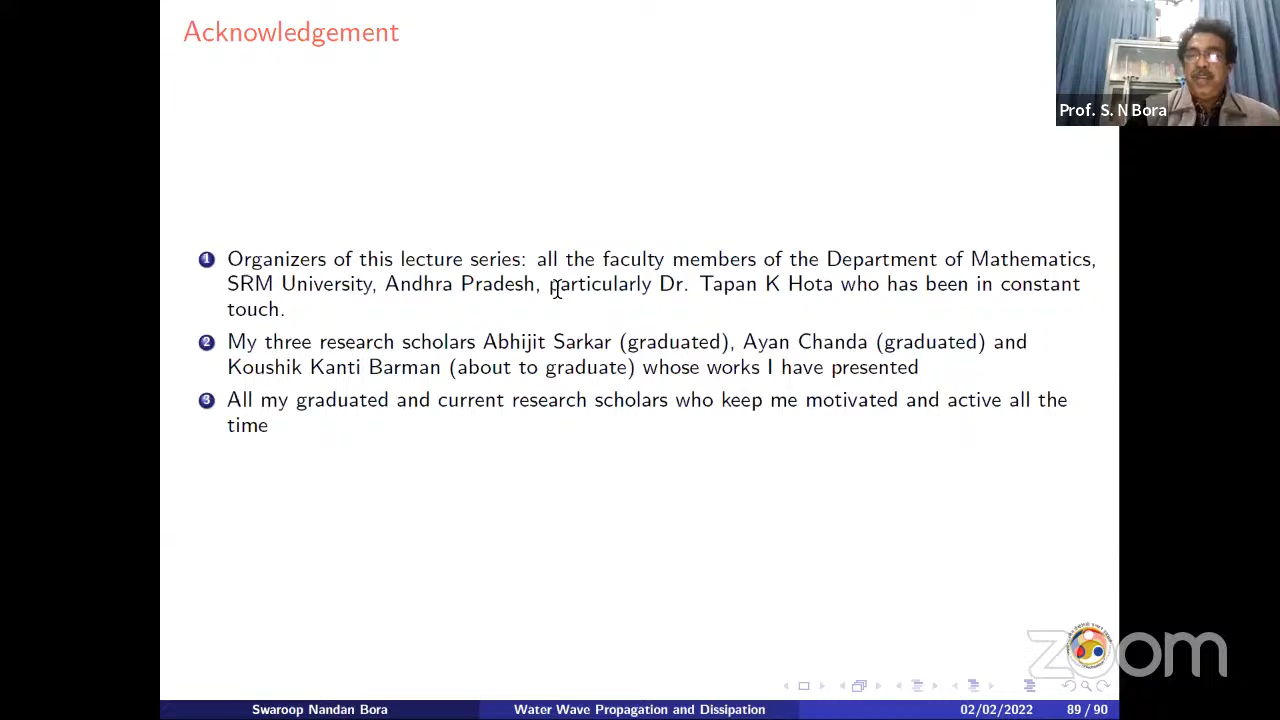 Acknowledgement
Prof. S. N Bora
1 Organizers of this lecture series: all the faculty members of the Department of Mathematics,
SRM University, Andhra Pradesh, particularly Dr. Tapan K Hota who has been in constant
touch.
2 My three research scholars Abhijit Sarkar (graduated), Ayan Chanda (graduated) and
Koushik Kanti Barman (about to graduate) whose works I have presented
3 All my graduated and current research scholars who keep me motivated and active all the
time
zoom
Swaroop Nandan Bora Water Wave Propagation and Dissipation 02/02/2022 89 / 90